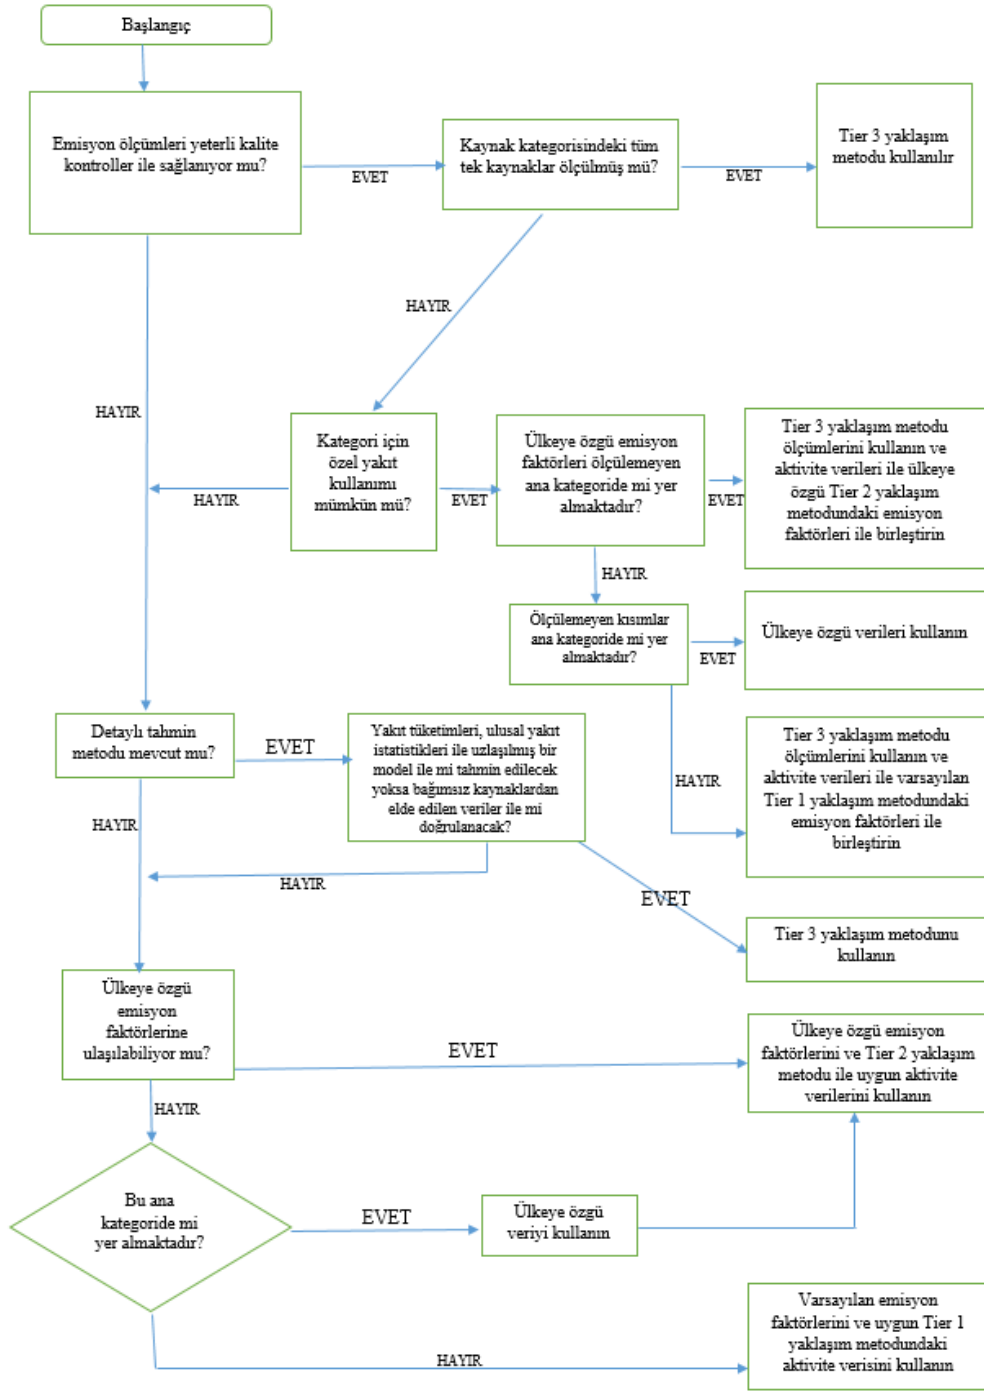 Başlangıç
Emisyon ölçümleri yeterli kalite
kontroller ile sağlanıyor mu?
EVET
Kaynak kategorisindeki tüm
tek kaynaklar ölçülmüş mü?
EVET
Tier 3 yaklaşım
metodu kullanılır
HAYIR
HAYIR
Kategori için
özel yakıt
kullanımı
mümkün mü?
HAYIR
EVET
Ülkeye özgü emisyon
faktörleri ölçülemeyen
ana kategoride mi yer
almaktadır?
EVET
Tier 3 yaklaşım metodu
ölçümlerini kullanın ve
aktivite verileri ile ülkeye
özgü Tier 2 yaklaşım
metodundaki emisyon
faktörleri ile birleştirin
HAYIR
Ölçülemeyen kısımlar
ana kategoride mi yer
almaktadır?
EVET
Ülkeye özgü verileri kullanın
HAYIR
Tier 3 yaklaşım metodu
ölçümlerini kullanın ve
aktivite verileri ile varsayılan
Tier 1 yaklaşım metodundaki
emisyon faktörleri ile
birleştirin
Detaylı tahmin
metodu mevcut mu?
EVET
Yakıt tüketimleri, ulusal yakıt
istatistikleri ile uzlaşılmış bir
model ile mi tahmin edilecek
yoksa bağımsız kaynaklardan
elde edilen veriler ile mi
doğrulanacak?
HAYIR
HAYIR
EVET
Tier 3 yaklaşım metodunu
kullanın
Ülkeye özgü
emisyon
faktörlerine
ulaşılabiliyor mu?
EVET
Ülkeye özgü emisyon
faktörlerini ve Tier 2 yaklaşım
metodu ile uygun aktivite
verilerini kullanın
HAYIR
Bu ana
kategoride mi
yer almaktadır?
EVET
Ülkeye özgü
veriyi kullanın
HAYIR
Varsayılan emisyon
faktörlerini ve uygun Tier 1
yaklaşım metodundaki
aktivite verisini kullanın